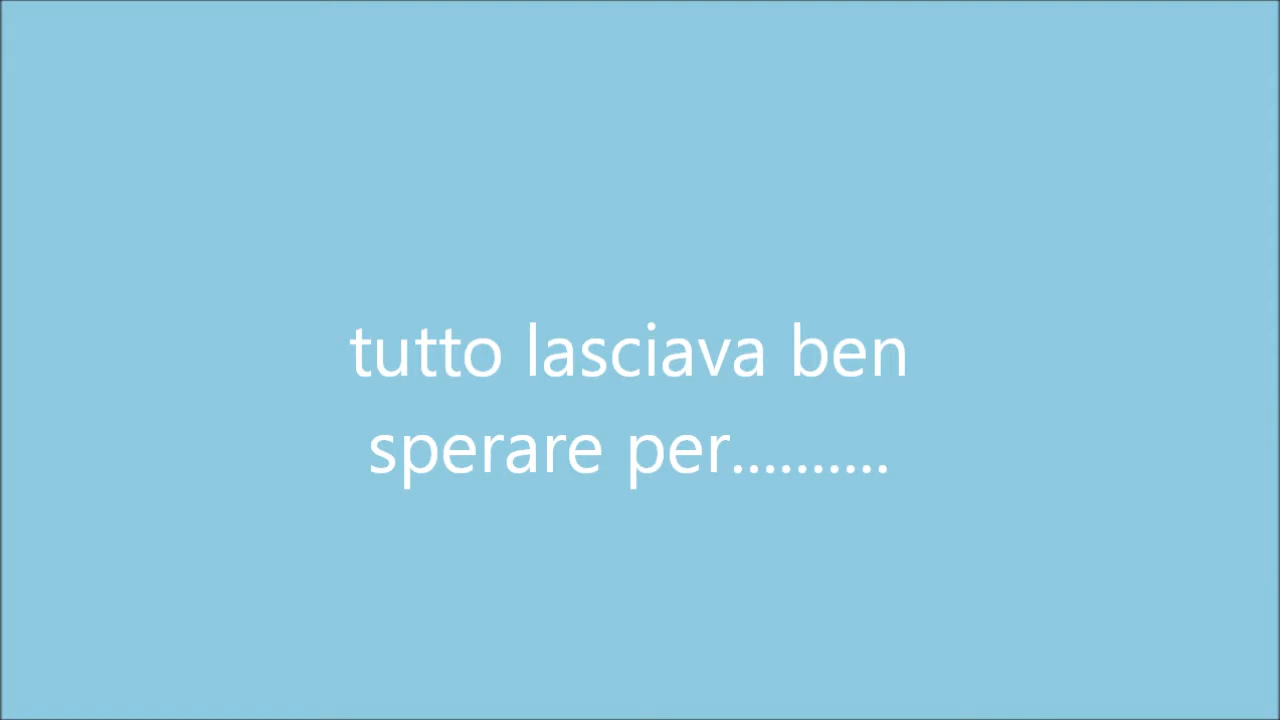 tutto lasciava ben
sperare per..........